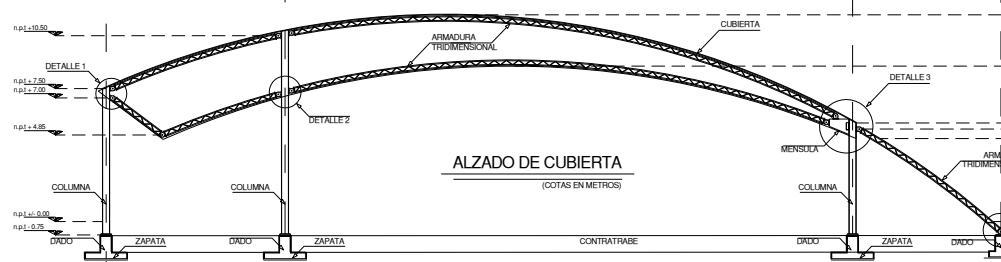 n.p.t +10.50
CUBIERTA
ARMADURA
TRIDIMENSIONAL
DETALLE 1
DETALLE 3
n.p.t +7.50
n.p.t +7.00
DETALLE 2
n.p.t + 4.85
MENSULA
ALZADO DE CUBIERTA
(COTAS EN METROS)
ARM
TRIDIMENS
COLUMNA
COLUMNA
COLUMNA
n.p.t +/- 0.00
n.p.t - 0.75
DADO
ZAPATA
DADO
ZAPATA
CONTRATRABE
DADO
ZAPATA
DADO